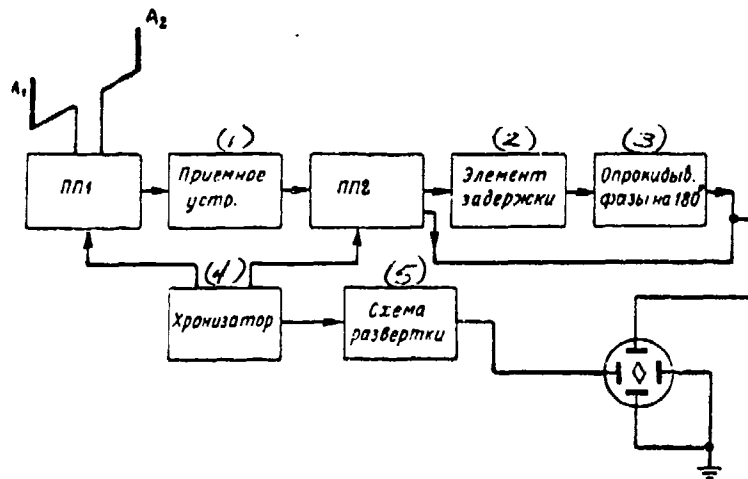 A₂
A₁
(1)
(2)
(3)
ПП1
Приемное
устр.
ПП2
Элемент
задержки
Опрокидыв.
фазы на 180°
(4)
(5)
Хронизатор
Схема
развертки